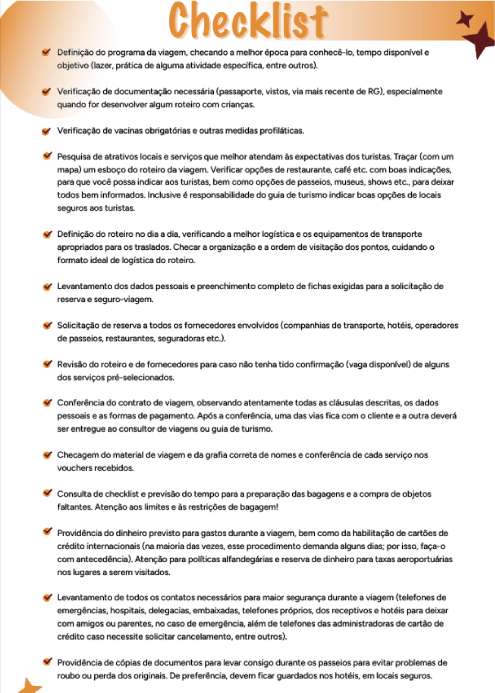 Checklist
Definição do programa da viagem, checando a melhor época para conhecê-lo, tempo disponível e
objetivo (lazer, prática de alguma atividade específica, entre outros).
Verificação de documentação necessária (passaporte, vistos, via mais recente de RG), especialmente
quando for desenvolver algum roteiro com crianças.
Verificação de vacinas obrigatórias e outras medidas profiláticas.
Pesquisa de atrativos locais e serviços que melhor atendam às expectativas dos turistas. Traçar (com um
mapa) um esboço do roteiro da viagem. Verificar opções de restaurante, café etc. com boas indicações,
para que você possa indicar aos turistas, bem como opções de passeios, museus, shows etc., para deixar
todos bem informados. Inclusive é responsabilidade do guia de turismo indicar boas opções de locais
seguros aos turistas.
Definição do roteiro no dia a dia, verificando a melhor logística e os equipamentos de transporte
apropriados para os traslados. Checar a organização e a ordem de visitação dos pontos, cuidando o
formato ideal de logística do roteiro.
Levantamento dos dados pessoais e preenchimento completo de fichas exigidas para a solicitação de
reserva e seguro-viagem.
Solicitação de reserva a todos os fornecedores envolvidos (companhias de transporte, hotéis, operadores
de passeios, restaurantes, seguradoras etc.).
Revisão do roteiro e de fornecedores para caso não tenha tido confirmação (vaga disponível) de alguns
dos serviços pré-selecionados.
Conferência do contrato de viagem, observando atentamente todas as cláusulas descritas, os dados
pessoais e as formas de pagamento. Após a conferência, uma das vias fica com o cliente e a outra deverá
ser entregue ao consultor de viagens ou guia de turismo.
Checagem do material de viagem e da grafia correta de nomes e conferência de cada serviço nos
vouchers recebidos.
Consulta de checklist e previsão do tempo para a preparação das bagagens e a compra de objetos
faltantes. Atenção aos limites e às restrições de bagagem!
Providência do dinheiro previsto para gastos durante a viagem, bem como da habilitação de cartões de
crédito internacionais (na maioria das vezes, esse procedimento demanda alguns dias; por isso, faça-o
com antecedência). Atenção para políticas alfandegárias e reserva de dinheiro para taxas aeroportuárias
nos lugares a serem visitados.
Levantamento de todos os contatos necessários para maior segurança durante a viagem (telefones de
emergências, hospitais, delegacias, embaixadas, telefones próprios, dos receptivos e hotéis para deixar
com amigos ou parentes, no caso de emergência, além de telefones das administradoras de cartão de
crédito caso necessite solicitar cancelamento, entre outros).
Providência de cópias de documentos para levar consigo durante os passeios para evitar problemas de
roubo ou perda dos originais. De preferência, devem ficar guardados nos hotéis, em locais seguros.